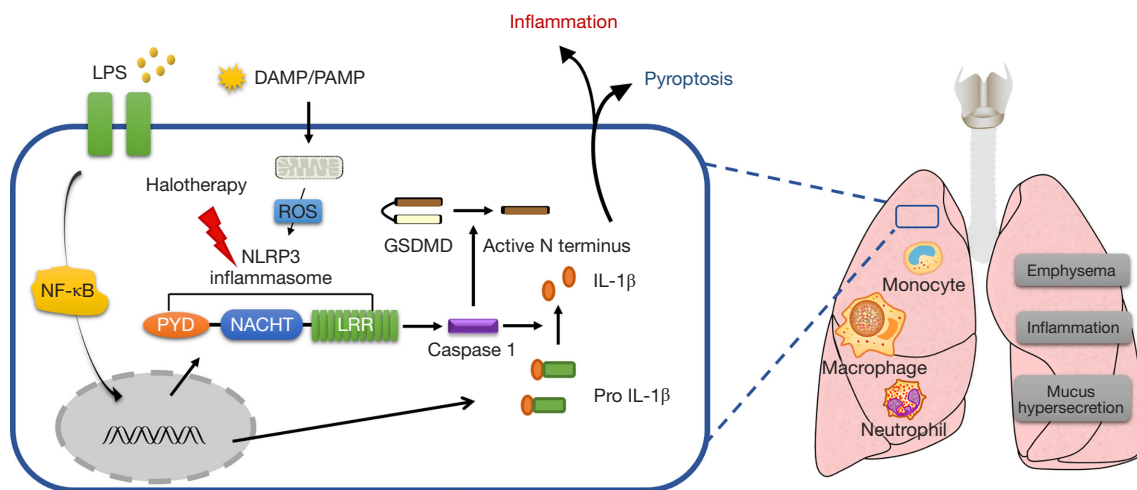 Inflammation
Pyroptosis
LPS
DAMP/PAMP
Halotherapy
ROS
NLRP3
inflammasome
GSDMD
Active N terminus
NF-κB
PYD
NACHT
LRR
Caspase 1
IL-1β
Pro IL-1β
Monocyte
Macrophage
Neutrophil
Emphysema
Inflammation
Mucus
hypersecretion